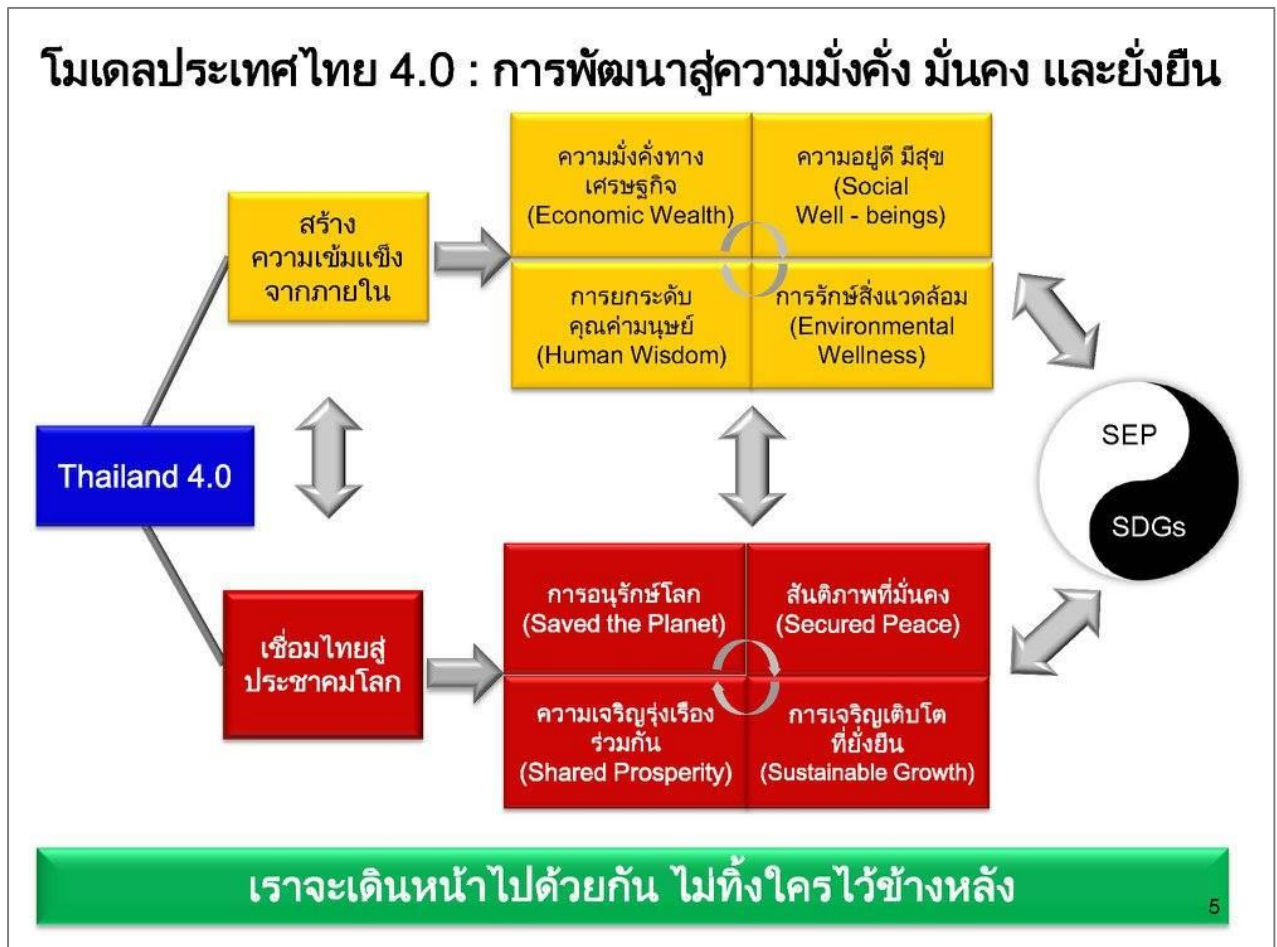 โมเดลประเทศไทย 4.0 : การพัฒนาสู่ความมั่งคั่ง มั่นคง และยั่งยืน
สร้าง
ความเข้มแข็ง
จากภายใน
ความมั่งคั่งทาง
เศรษฐกิจ
(Economic Wealth)
ความอยู่ดี มีสุข
(Social
Well - beings)
การยกระดับ
คุณค่ามนุษย์
(Human Wisdom)
การรักษ์สิ่งแวดล้อม
(Environmental
Wellness)
Thailand 4.0
SEP
SDGs
เชื่อมไทยสู่
ประชาคมโลก
การอนุรักษ์โลก
(Saved the Planet)
สันติภาพที่มั่นคง
(Secured Peace)
ความเจริญรุ่งเรือง
ร่วมกัน
(Shared Prosperity)
การเจริญเติบโต
ที่ยั่งยืน
(Sustainable Growth)
เราจะเดินหน้าไปด้วยกัน ไม่ทิ้งใครไว้ข้างหลัง
5